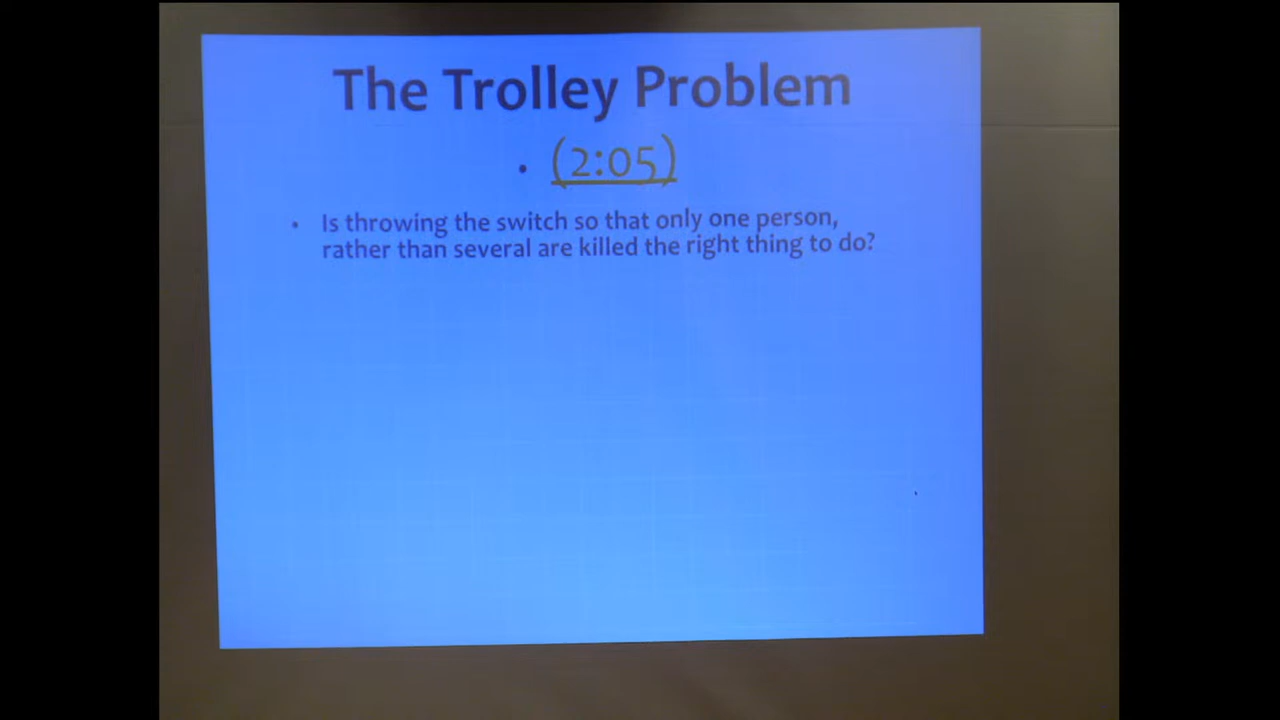 The Trolley Problem
• (2:05)
• Is throwing the switch so that only one person,
rather than several are killed the right thing to do?